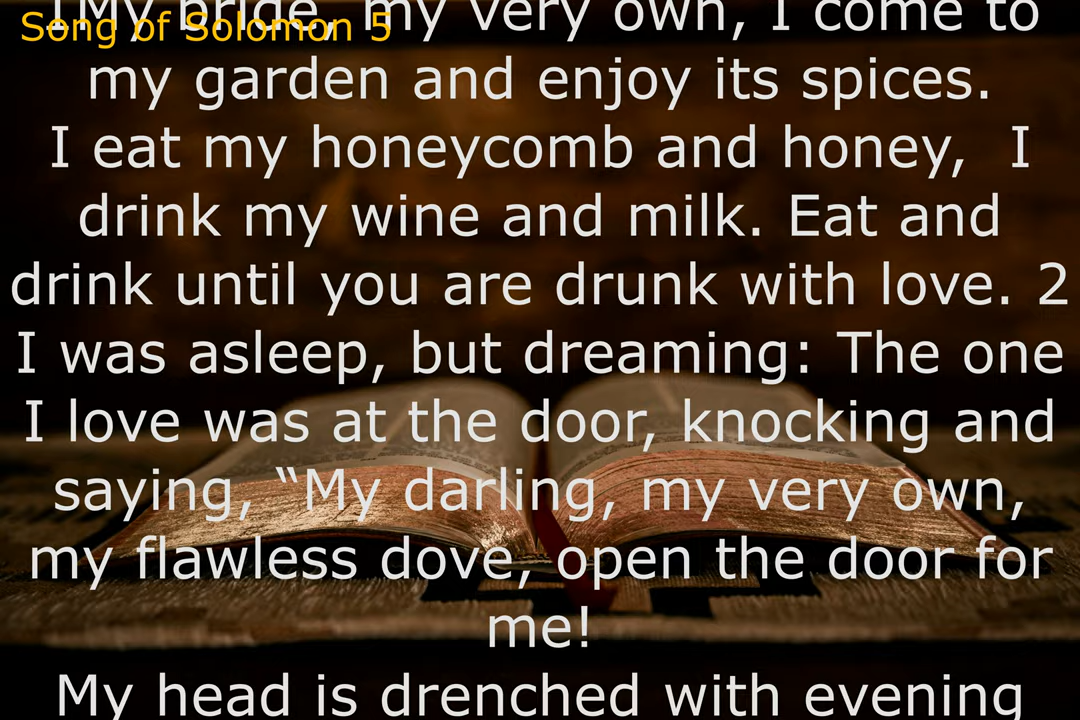 Song of Solomon 5
1My bride, my very own, I come to
my garden and enjoy its spices.
I eat my honeycomb and honey,  I
drink my wine and milk. Eat and
drink until you are drunk with love. 2
I was asleep, but dreaming: The one
I love was at the door, knocking and
saying, “My darling, my very own,
my flawless dove, open the door for
me!
My head is drenched with evening